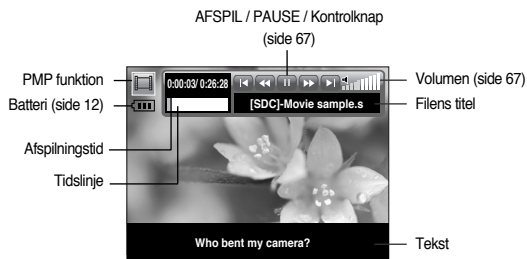 AFSPIL / PAUSE / Kontrolknap
(side 67)
PMP funktion
0:00:03/ 0:26:28
Volumen (side 67)
Batteri (side 12)
[SDC]-Movie sample.s
Filens titel
Afspilningstid
Tidslinje
Who bent my camera?
Tekst